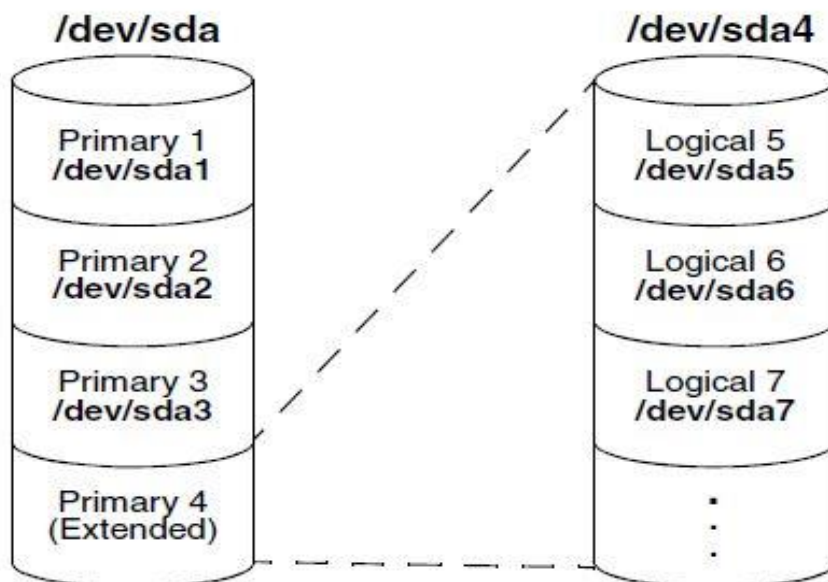 /dev/sda
Primary 1
/dev/sda1
Primary 2
/dev/sda2
Primary 3
/dev/sda3
Primary 4
(Extended)
/dev/sda4
Logical 5
/dev/sda5
Logical 6
/dev/sda6
Logical 7
/dev/sda7